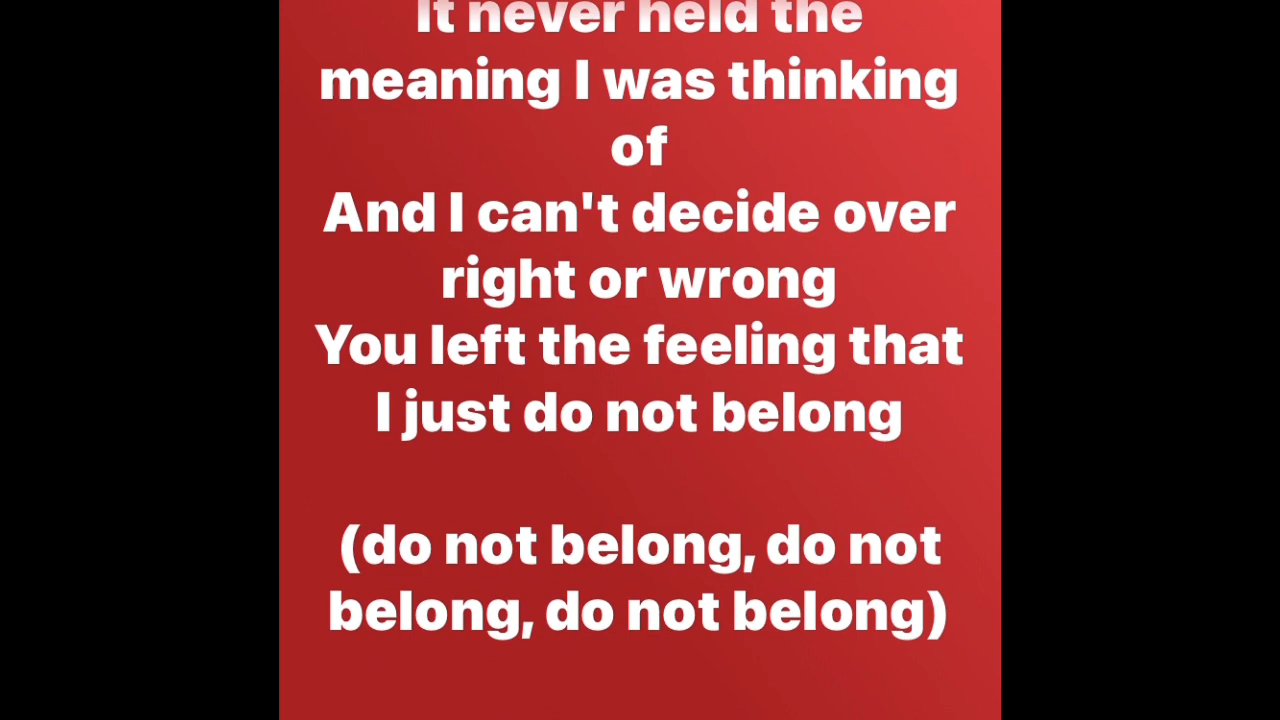 It never held the
meaning I was thinking
of
And I can't decide over
right or wrong
You left the feeling that
I just do not belong
(do not belong, do not
belong, do not belong)